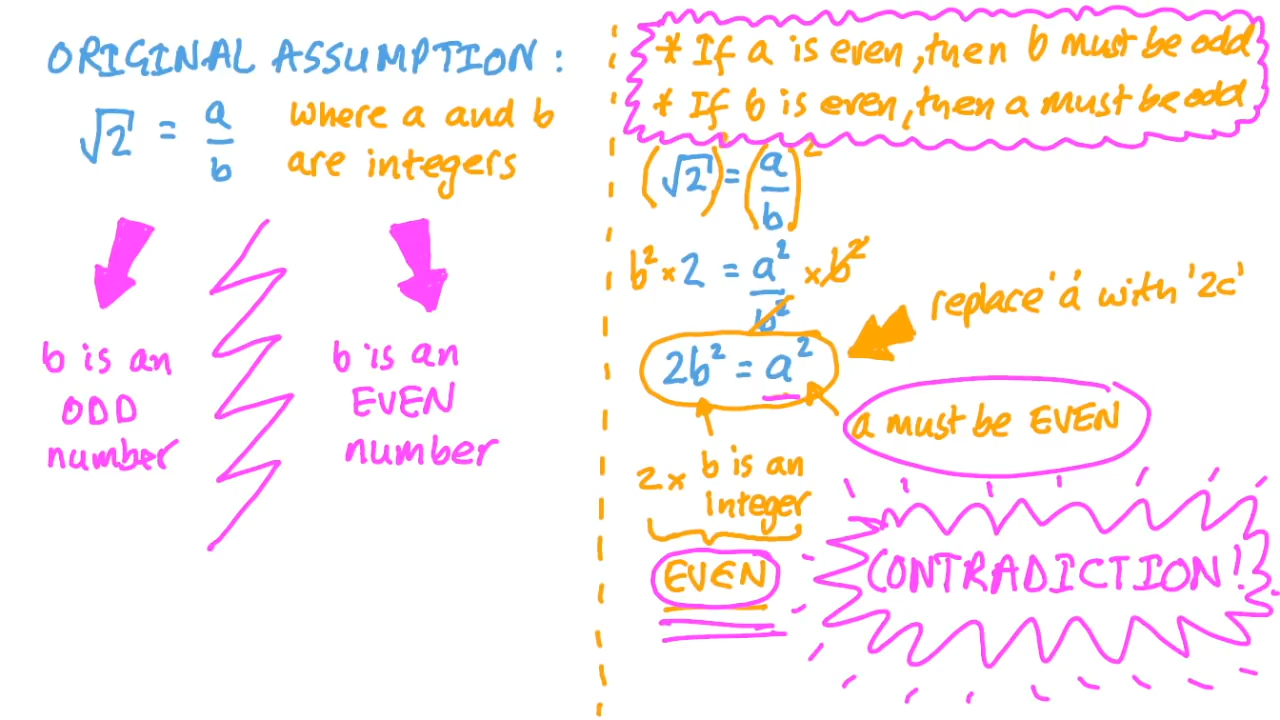 ORIGINAL ASSUMPTION :
√2 = a/b where a and b
are integers
b is an
ODD
number
b is an
EVEN
number
* If a is even, then b must be odd
* If b is even, then a must be odd
(√2)² = (a/b)²
b² × 2 = a²/b² × b²
replace 'a' with '2c'
2b² = a²
a must be EVEN
2 × b is an
integer
EVEN
CONTRADICTION!